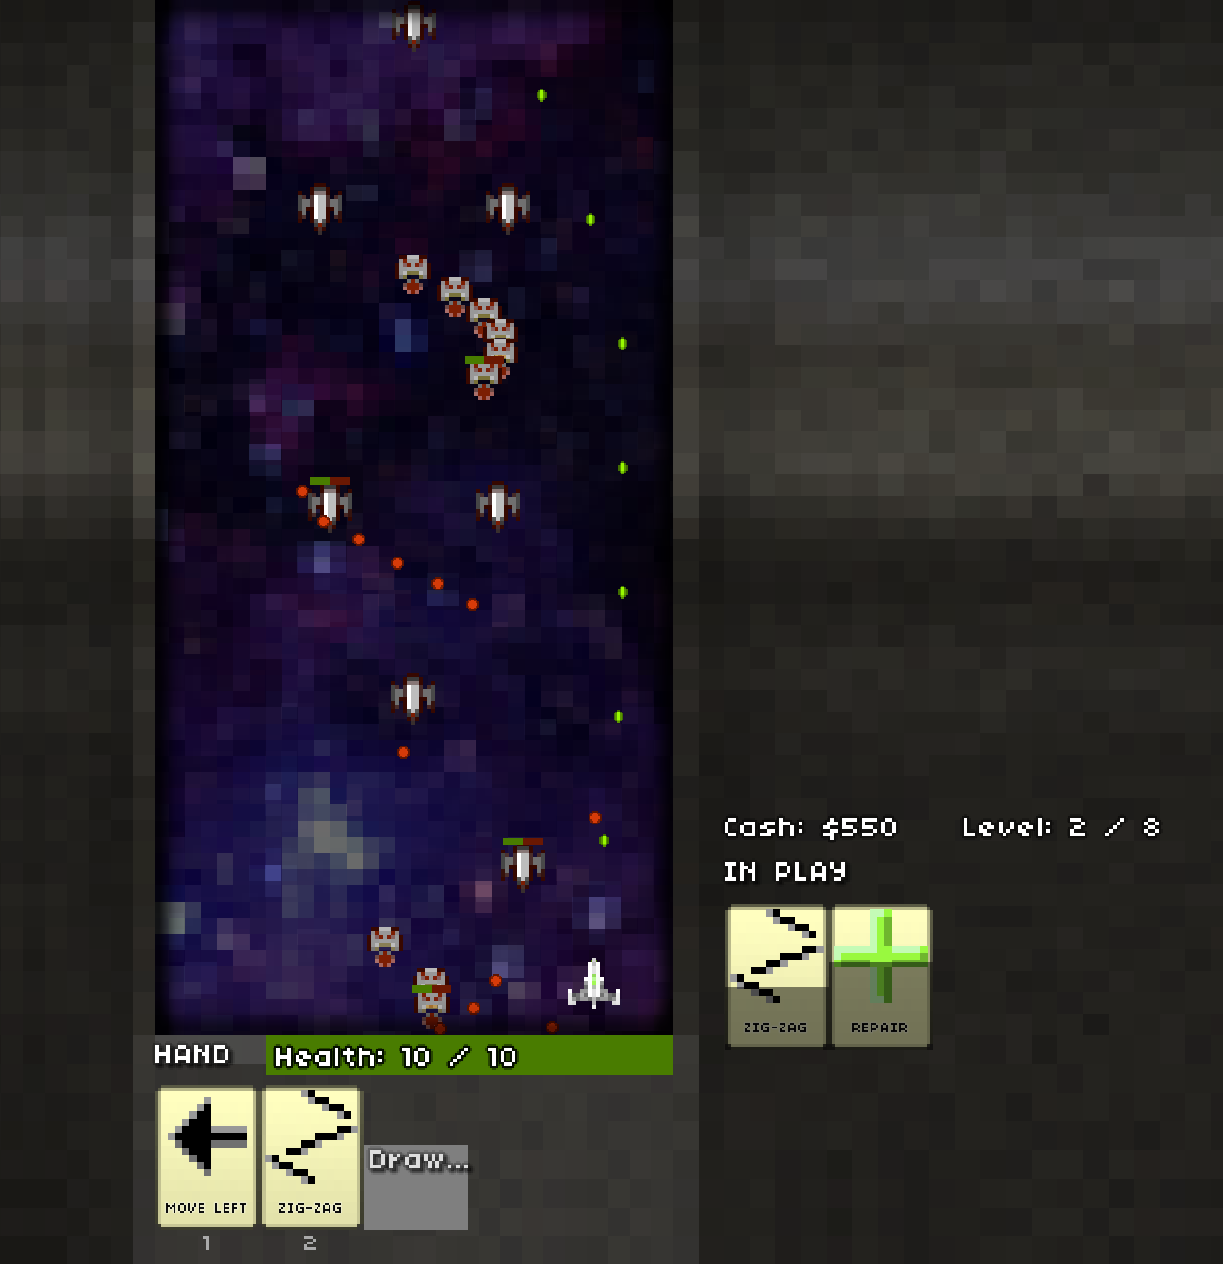 Cash: $550 Level: 2 / 8
IN PLAY
ZIG-ZAG REPAIR
HAND Health: 10 / 10
Draw...
MOVE LEFT ZIG-ZAG
1 2